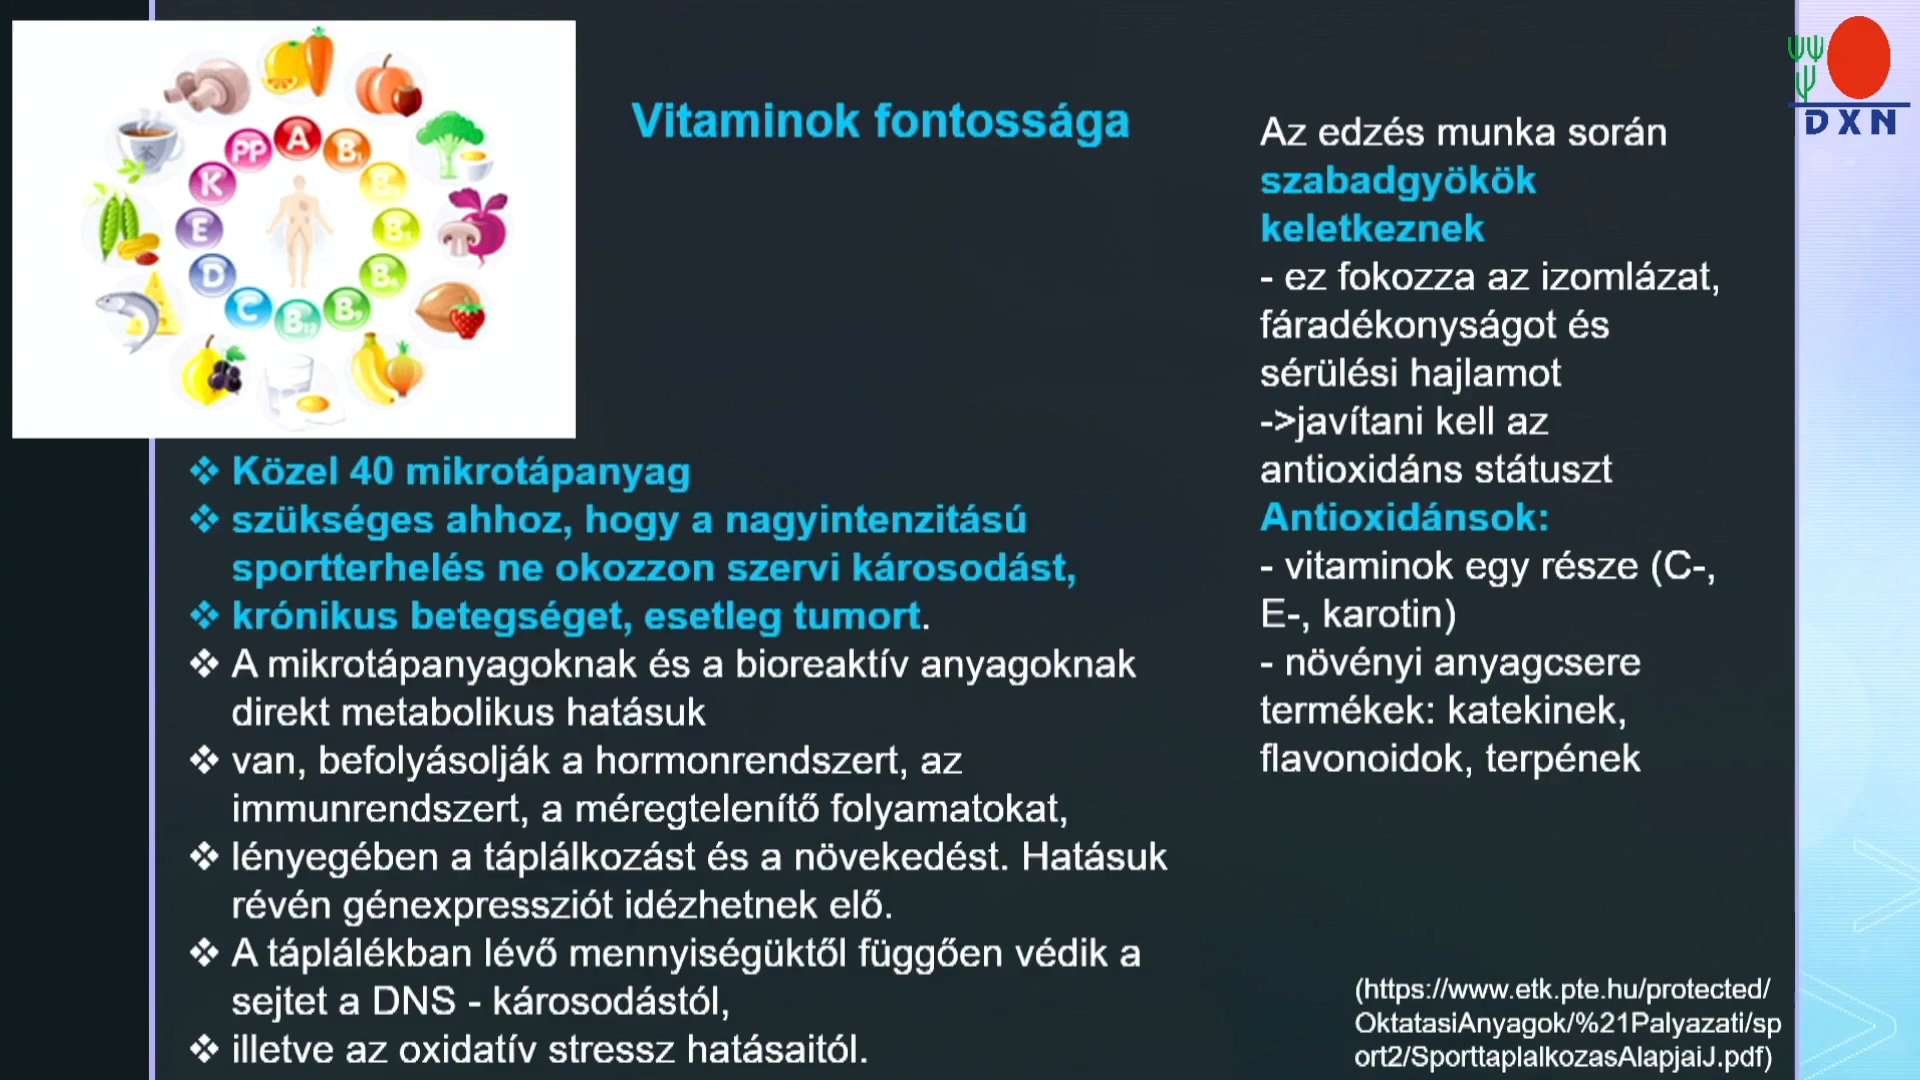 PP
A
B1
K
E
D
C
B12
B9
Vitaminok fontossága
❖ Közel 40 mikrotápanyag
❖ szükséges ahhoz, hogy a nagyintenzitású
sportterhelés ne okozzon szervi károsodást,
❖ krónikus betegséget, esetleg tumort.
❖ A mikrotápanyagoknak és a bioreaktív anyagoknak
direkt metabolikus hatásuk
❖ van, befolyásolják a hormonrendszert, az
immunrendszert, a méregtelenítő folyamatokat,
❖ lényegében a táplálkozást és a növekedést. Hatásuk
révén génexpressziót idézhetnek elő.
❖ A táplálékban lévő mennyiségüktől függően védik a
sejtet a DNS - károsodástól,
❖ illetve az oxidatív stressz hatásaitól.
Az edzés munka során
szabadgyökök
keletkeznek
- ez fokozza az izomlázat,
fáradékonyságot és
sérülési hajlamot
->javítani kell az
antioxidáns státuszt
Antioxidánsok:
- vitaminok egy része (C-,
E-, karotin)
- növényi anyagcsere
termékek: katekinek,
flavonoidok, terpének
(https://www.etk.pte.hu/protected/
OktatasiAnyagok/%21Palyazati/sp
ort2/SporttaplalkozasAlapjaiJ.pdf)
DXN